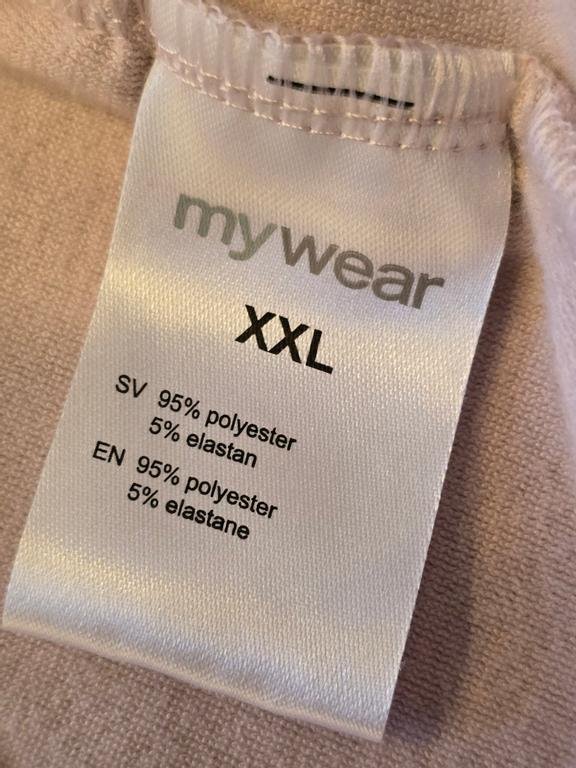 mywear
XXL
SV 95% polyester
5% elastan
EN 95% polyester
5% elastane